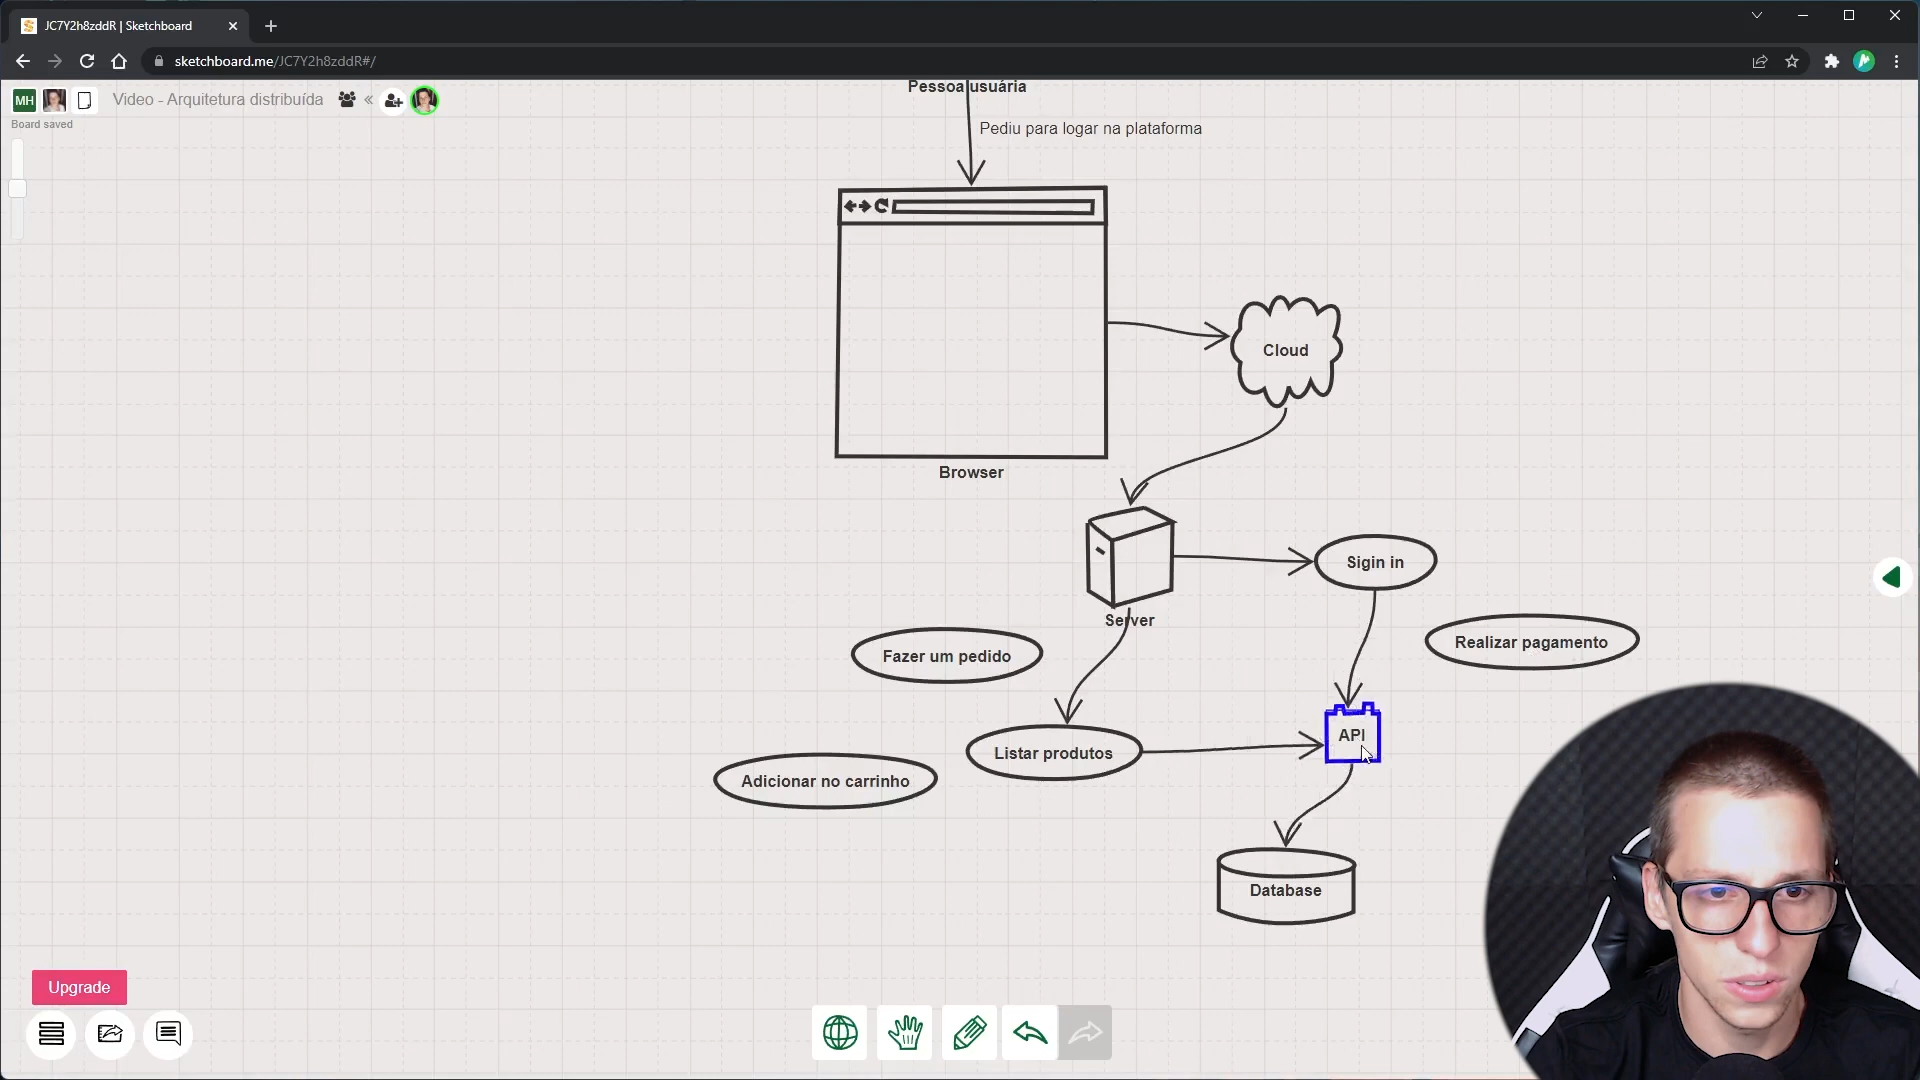 JC7Y2h8zddR | Sketchboard
sketchboard.me/JC7Y2h8zddR#/
MH
Video - Arquitetura distribuída
Board saved
Pessoa usuária
Pediu para logar na plataforma
Cloud
Browser
Sigin in
Server
Realizar pagamento
Fazer um pedido
API
Listar produtos
Adicionar no carrinho
Database
Upgrade